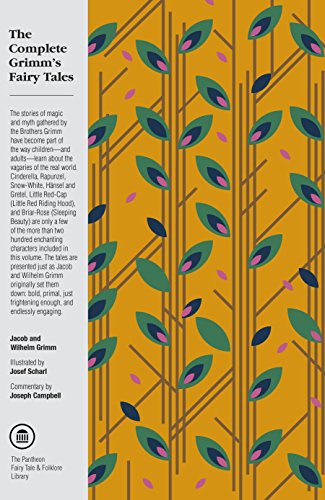 The
Complete
Grimm's
Fairy Tales
The stories of magic
and myth gathered by
the Brothers Grimm
have become part of
the way children—and
adults—learn about the
vagaries of the real world.
Cinderella, Rapunzel,
Snow-White, Hänsel and
Gretel, Little Red-Cap
(Little Red Riding Hood),
and Briar-Rose (Sleeping
Beauty) are only a few
of the more than two
hundred enchanting
characters included in
this volume. The tales are
presented just as Jacob
and Wilhelm Grimm
originally set them
down: bold, primal, just
frightening enough, and
endlessly engaging.
Jacob and
Wilhelm Grimm
Illustrated by
Josef Scharl
Commentary by
Joseph Campbell
The Pantheon
Fairy Tale & Folklore
Library